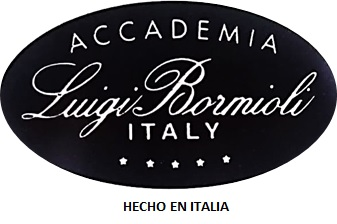 ACCADEMIA
Luigi Bormioli
ITALY
HECHO EN ITALIA